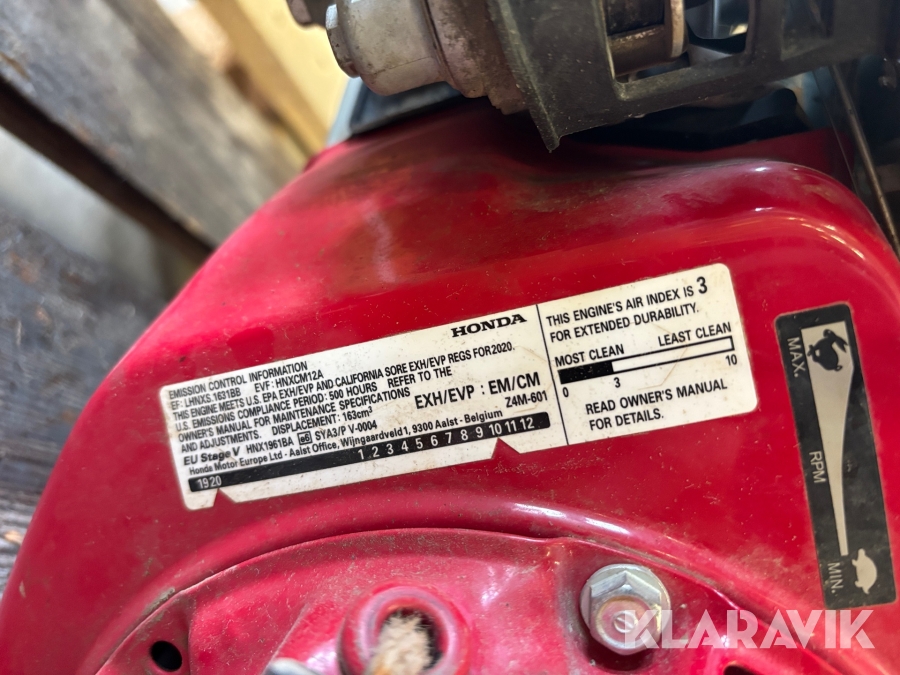 HONDA
EMISSION CONTROL INFORMATION
EF: LHNXS.1631BB EVF: HNXCM12A
THIS ENGINE MEETS U.S. EPA EXH/EVP AND CALIFORNIA SORE EXH/EVP REGS FOR 2020.
U.S. EMISSIONS COMPLIANCE PERIOD: 500 HOURS REFER TO THE
OWNER'S MANUAL FOR MAINTENANCE SPECIFICATIONS
AND ADJUSTMENTS. DISPLACEMENT: 163cm³ EXH/EVP : EM/CM
EU Stage V HNX1961BA e5 SYA3/P V-0004 Z4M-601
Honda Motor Europe Ltd - Aalst Office, Wijngaardveld 1, 9300 Aalst - Belgium
19 20 1 2 3 4 5 6 7 8 9 10 11 12
THIS ENGINE'S AIR INDEX IS 3
FOR EXTENDED DURABILITY.
MOST CLEAN LEAST CLEAN
0 3 10
READ OWNER'S MANUAL
FOR DETAILS.
MAX.
RPM
MIN.
KLARAVIK